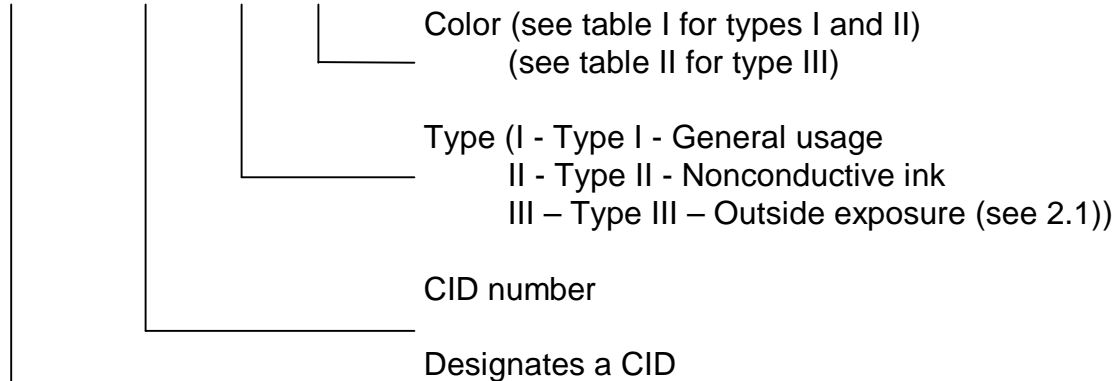 Color (see table I for types I and II)
(see table II for type III)
Type (I - Type I - General usage
II - Type II - Nonconductive ink
III – Type III – Outside exposure (see 2.1))
CID number
Designates a CID